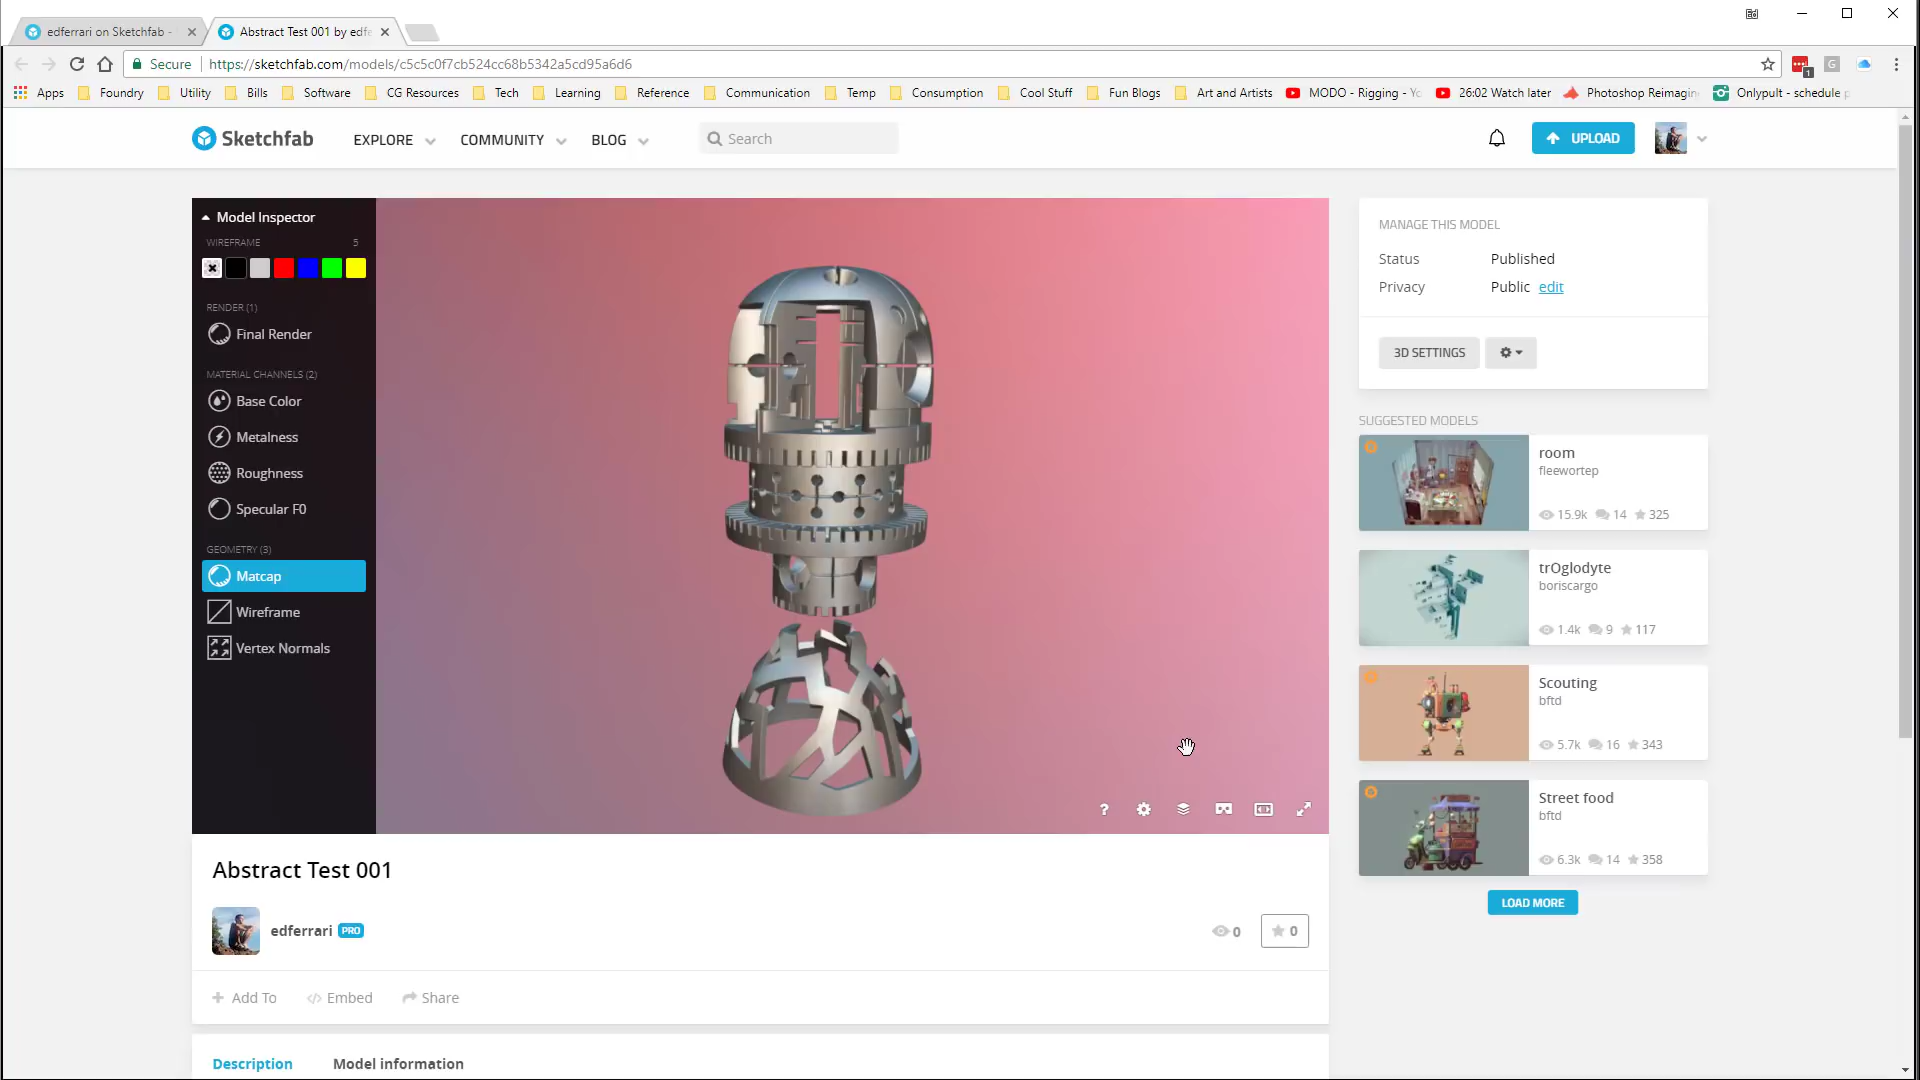 edferrari on Sketchfab -
Abstract Test 001 by edfe
Secure
https://sketchfab.com/models/c5c5c0f7cb524cc68b5342a5cd95a6d6
1
G
Apps
Foundry
Utility
Bills
Software
CG Resources
Tech
Learning
Reference
Communication
Temp
Consumption
Cool Stuff
Fun Blogs
Art and Artists
MODO - Rigging - Yo
26:02 Watch later
Photoshop Reimagin
Onlypult - schedule p
Sketchfab
EXPLORE
COMMUNITY
BLOG
Search
UPLOAD
Model Inspector
WIREFRAME 5
RENDER (1)
Final Render
MATERIAL CHANNELS (2)
Base Color
Metalness
Roughness
Specular F0
GEOMETRY (3)
Matcap
Wireframe
Vertex Normals
?
MANAGE THIS MODEL
Status Published
Privacy Public edit
3D SETTINGS
SUGGESTED MODELS
room
fleewortep
15.9k 14 325
trOglodyte
boriscargo
1.4k 9 117
Scouting
bftd
5.7k 16 343
Street food
bftd
6.3k 14 358
LOAD MORE
Abstract Test 001
edferrari PRO
0
0
Add To
Embed
Share
Description
Model information